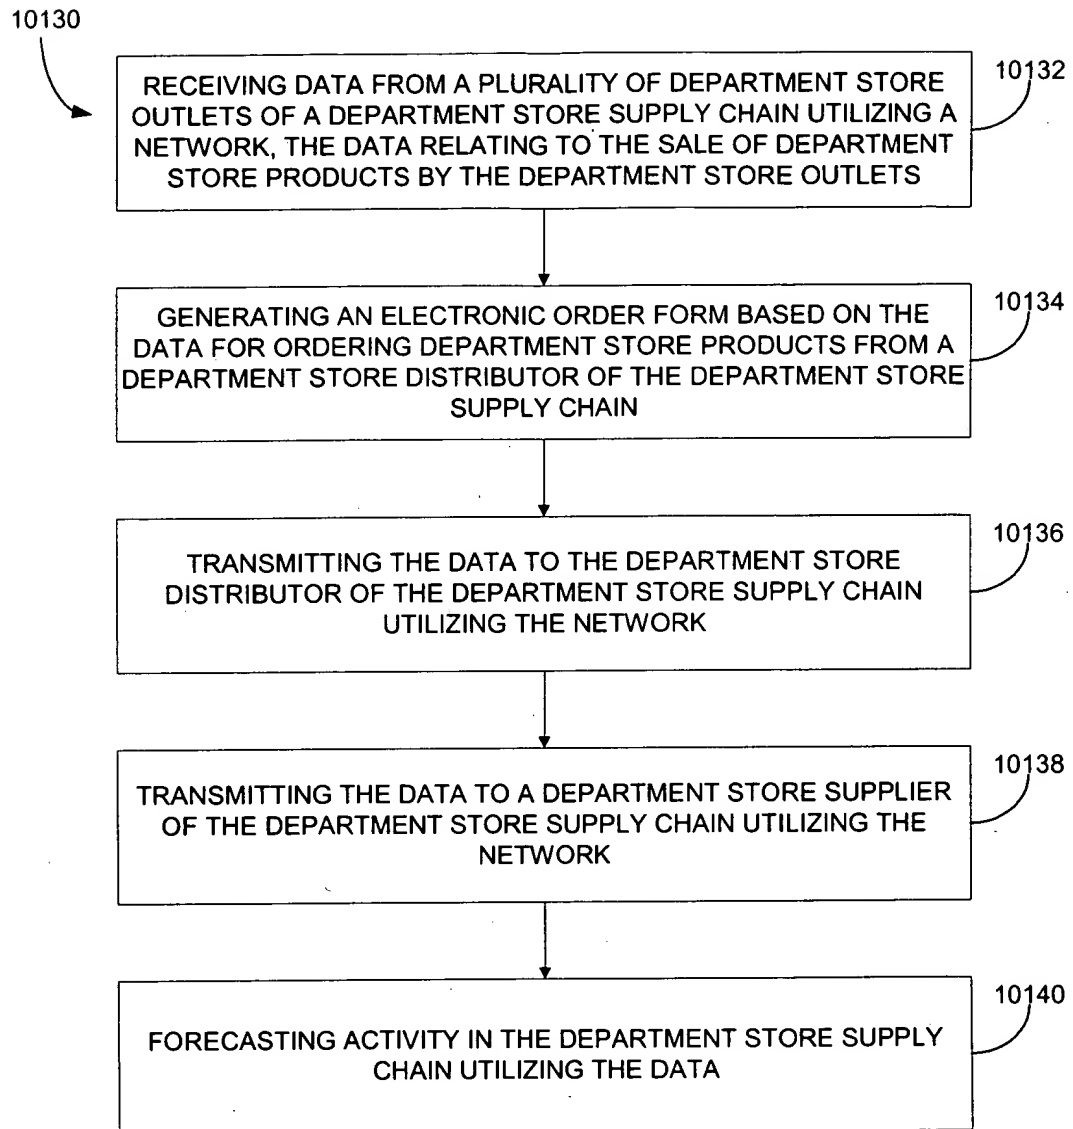 10130
10132
RECEIVING DATA FROM A PLURALITY OF DEPARTMENT STORE
OUTLETS OF A DEPARTMENT STORE SUPPLY CHAIN UTILIZING A
NETWORK, THE DATA RELATING TO THE SALE OF DEPARTMENT
STORE PRODUCTS BY THE DEPARTMENT STORE OUTLETS
10134
GENERATING AN ELECTRONIC ORDER FORM BASED ON THE
DATA FOR ORDERING DEPARTMENT STORE PRODUCTS FROM A
DEPARTMENT STORE DISTRIBUTOR OF THE DEPARTMENT STORE
SUPPLY CHAIN
10136
TRANSMITTING THE DATA TO THE DEPARTMENT STORE
DISTRIBUTOR OF THE DEPARTMENT STORE SUPPLY CHAIN
UTILIZING THE NETWORK
10138
TRANSMITTING THE DATA TO A DEPARTMENT STORE SUPPLIER
OF THE DEPARTMENT STORE SUPPLY CHAIN UTILIZING THE
NETWORK
10140
FORECASTING ACTIVITY IN THE DEPARTMENT STORE SUPPLY
CHAIN UTILIZING THE DATA